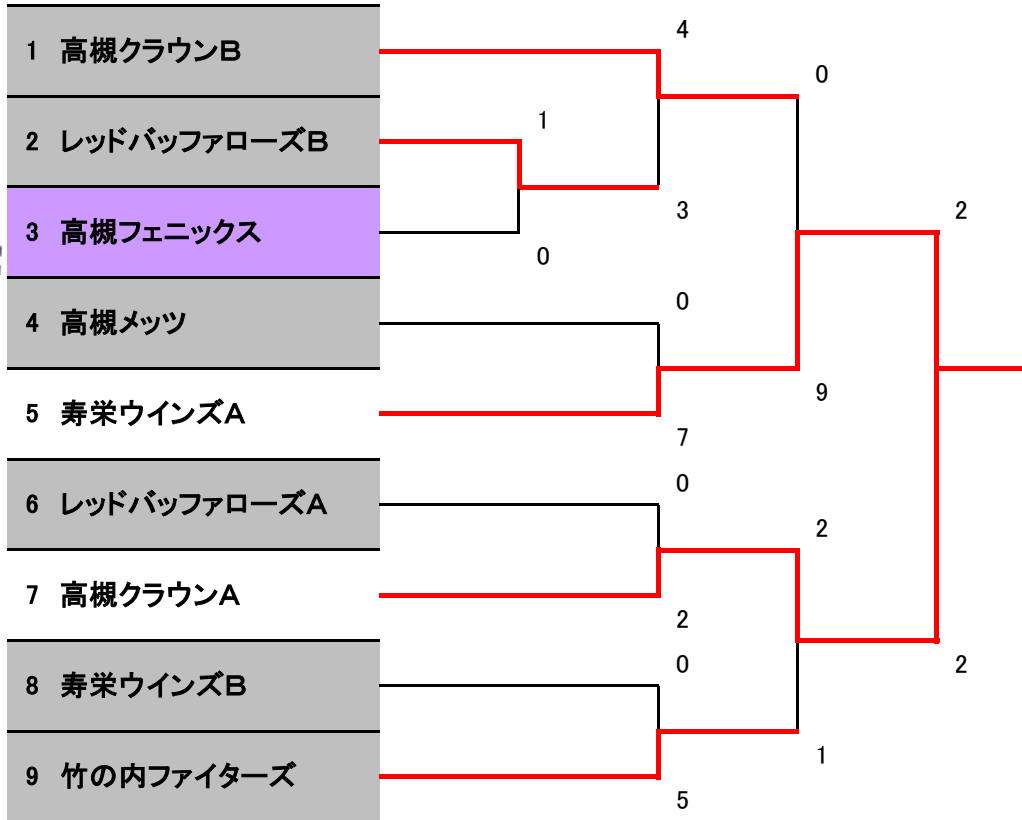 1 高槻クラウンB
2 レッドバッファローズB
3 高槻フェニックス
4 高槻メッツ
5 寿栄ウインズA
6 レッドバッファローズA
7 高槻クラウンA
8 寿栄ウインズB
9 竹の内ファイターズ
4
0
1
3
2
0
0
9
7
0
2
2
0
2
1
5